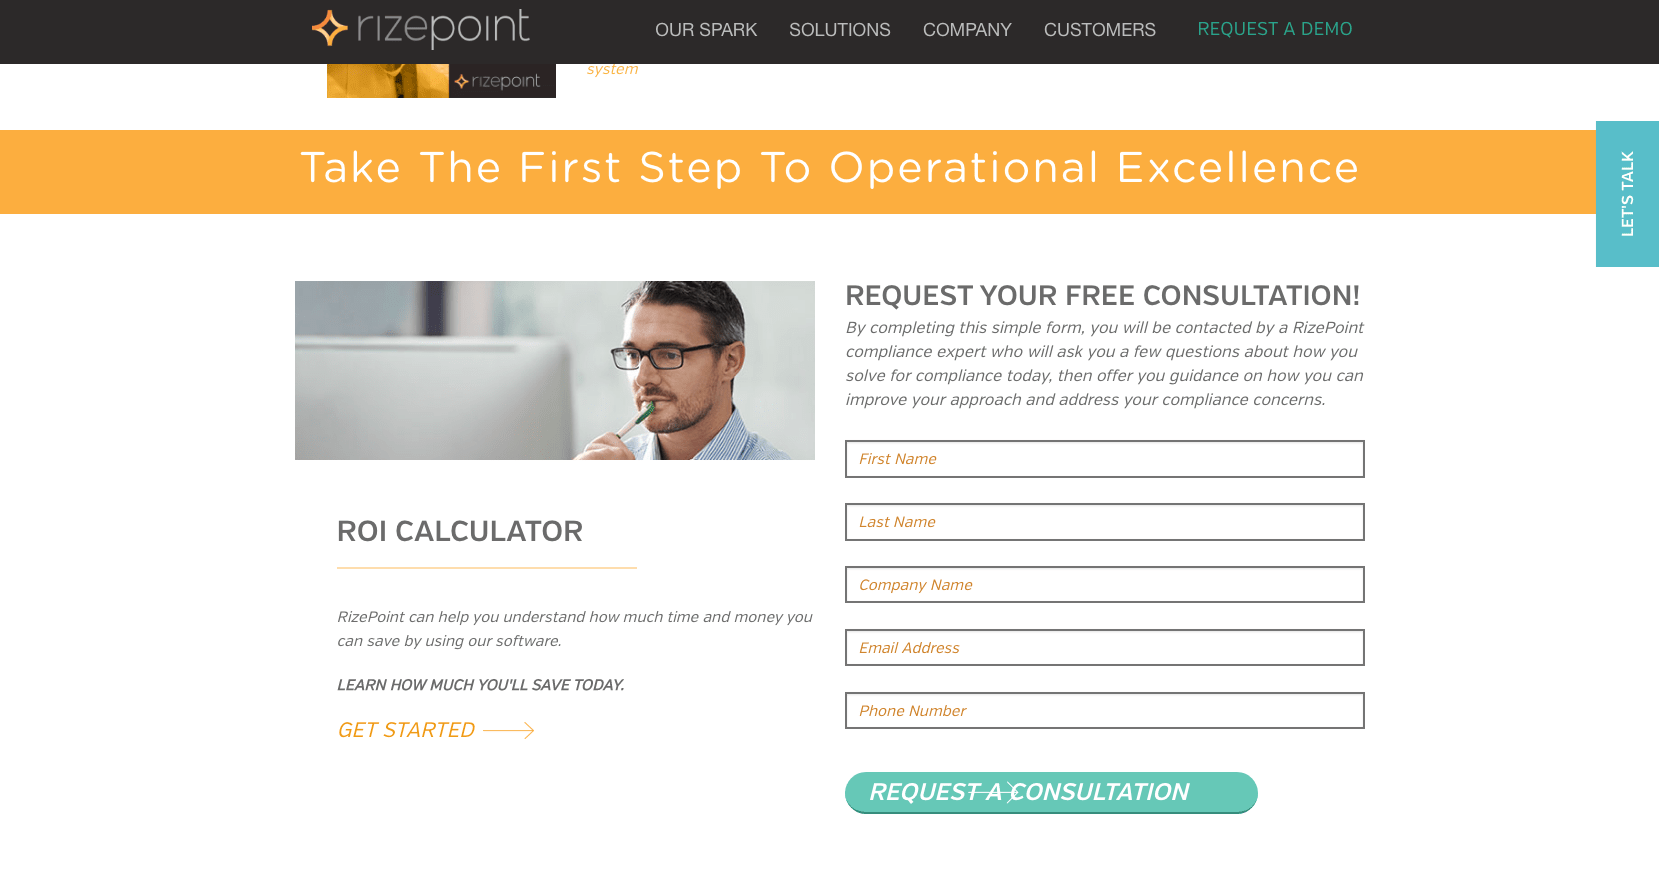 rizepoint
OUR SPARK
SOLUTIONS
COMPANY
CUSTOMERS
REQUEST A DEMO
rizepoint
system
Take The First Step To Operational Excellence
LET'S TALK
ROI CALCULATOR
RizePoint can help you understand how much time and money you
can save by using our software.
LEARN HOW MUCH YOU'LL SAVE TODAY.
GET STARTED
REQUEST YOUR FREE CONSULTATION!
By completing this simple form, you will be contacted by a RizePoint
compliance expert who will ask you a few questions about how you
solve for compliance today, then offer you guidance on how you can
improve your approach and address your compliance concerns.
First Name
Last Name
Company Name
Email Address
Phone Number
REQUEST A CONSULTATION